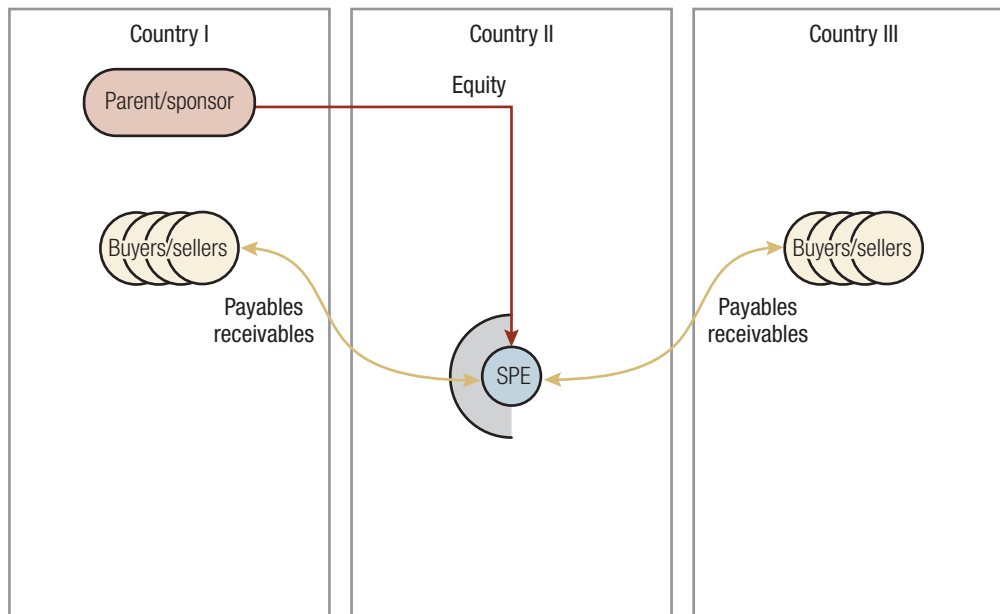 Country I
Country II
Country III
Parent/sponsor
Equity
Buyers/sellers
Buyers/sellers
Payables
receivables
Payables
receivables
SPE